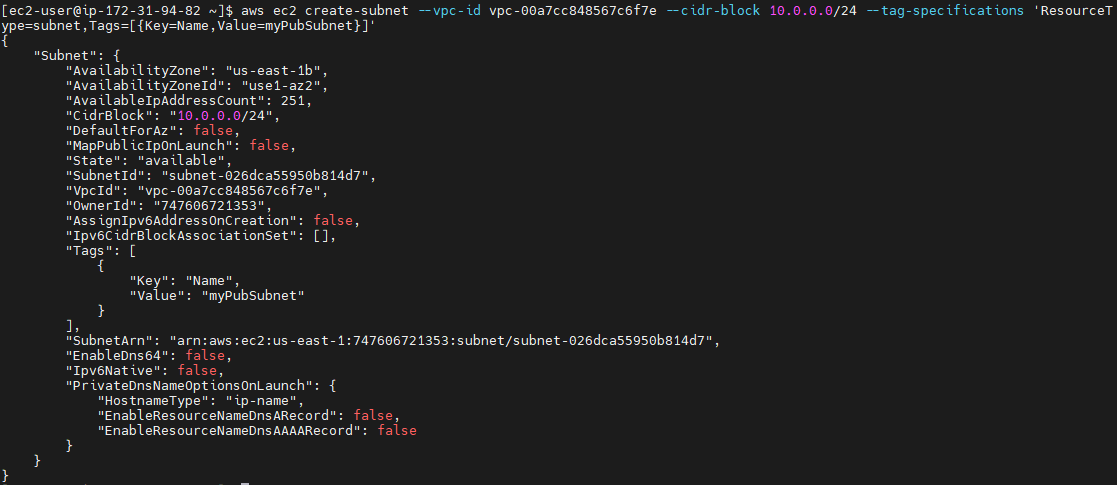 [ec2-user@ip-172-31-94-82 ~]$ aws ec2 create-subnet --vpc-id vpc-00a7cc848567c6f7e --cidr-block 10.0.0.0/24 --tag-specifications 'ResourceT
ype=subnet,Tags=[{Key=Name,Value=myPubSubnet}]'
{
    "Subnet": {
        "AvailabilityZone": "us-east-1b",
        "AvailabilityZoneId": "use1-az2",
        "AvailableIpAddressCount": 251,
        "CidrBlock": "10.0.0.0/24",
        "DefaultForAz": false,
        "MapPublicIpOnLaunch": false,
        "State": "available",
        "SubnetId": "subnet-026dca55950b814d7",
        "VpcId": "vpc-00a7cc848567c6f7e",
        "OwnerId": "747606721353",
        "AssignIpv6AddressOnCreation": false,
        "Ipv6CidrBlockAssociationSet": [],
        "Tags": [
            {
                "Key": "Name",
                "Value": "myPubSubnet"
            }
        ],
        "SubnetArn": "arn:aws:ec2:us-east-1:747606721353:subnet/subnet-026dca55950b814d7",
        "EnableDns64": false,
        "Ipv6Native": false,
        "PrivateDnsNameOptionsOnLaunch": {
            "HostnameType": "ip-name",
            "EnableResourceNameDnsARecord": false,
            "EnableResourceNameDnsAAAARecord": false
        }
    }
}